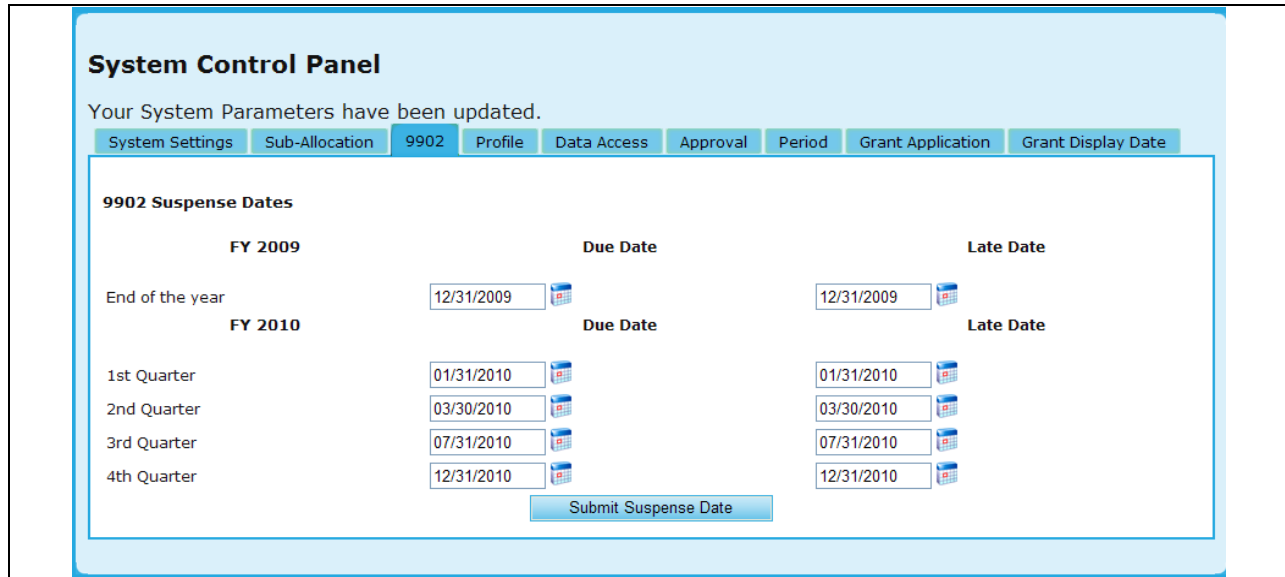 System Control Panel
Your System Parameters have been updated.
System Settings Sub-Allocation 9902 Profile Data Access Approval Period Grant Application Grant Display Date
9902 Suspense Dates
FY 2009 Due Date Late Date
End of the year 12/31/2009 12/31/2009
FY 2010 Due Date Late Date
1st Quarter 01/31/2010 01/31/2010
2nd Quarter 03/30/2010 03/30/2010
3rd Quarter 07/31/2010 07/31/2010
4th Quarter 12/31/2010 12/31/2010
Submit Suspense Date